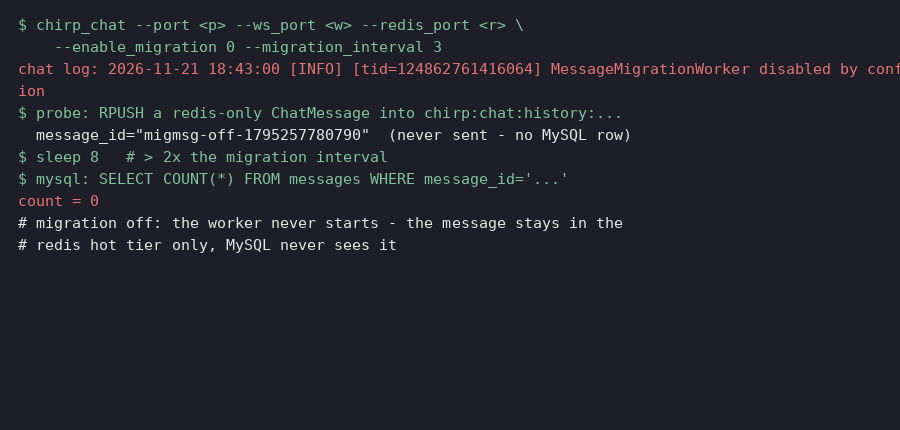 $ chirp_chat --port <p> --ws_port <w> --redis_port <r> \
    --enable_migration 0 --migration_interval 3
chat log: 2026-11-21 18:43:00 [INFO] [tid=124862761416064] MessageMigrationWorker disabled by conf
ion
$ probe: RPUSH a redis-only ChatMessage into chirp:chat:history:...
  message_id="migmsg-off-1795257780790"  (never sent - no MySQL row)
$ sleep 8   # > 2x the migration interval
$ mysql: SELECT COUNT(*) FROM messages WHERE message_id='...'
count = 0
# migration off: the worker never starts - the message stays in the
# redis hot tier only, MySQL never sees it